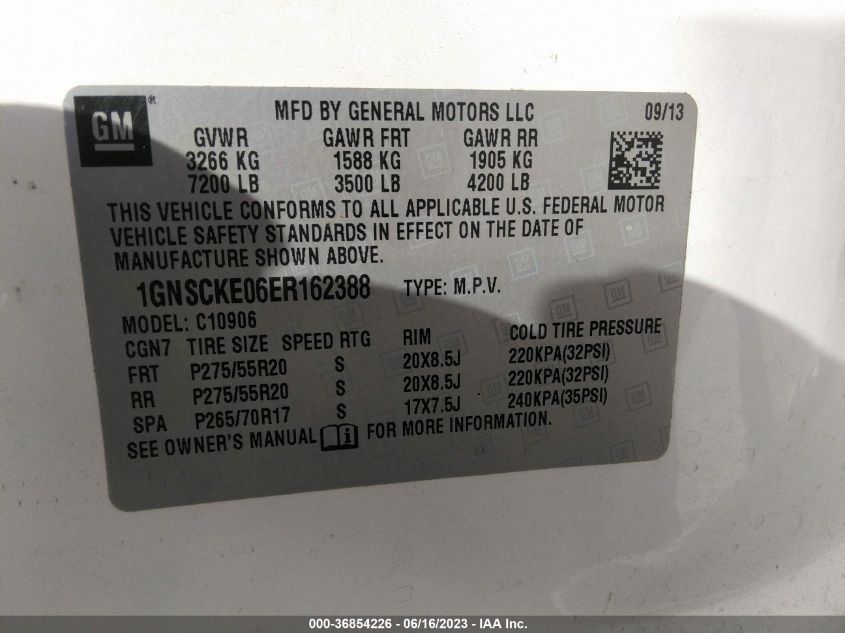 GM ®
MFD BY GENERAL MOTORS LLC 09/13
GVWR GAWR FRT GAWR RR
3266 KG 1588 KG 1905 KG
7200 LB 3500 LB 4200 LB
THIS VEHICLE CONFORMS TO ALL APPLICABLE U.S. FEDERAL MOTOR
VEHICLE SAFETY STANDARDS IN EFFECT ON THE DATE OF
MANUFACTURE SHOWN ABOVE.
1GNSCKE06ER162388 TYPE: M.P.V.
MODEL: C10906
CGN7 TIRE SIZE SPEED RTG RIM COLD TIRE PRESSURE
FRT P275/55R20 S 20X8.5J 220KPA(32PSI)
RR P275/55R20 S 20X8.5J 220KPA(32PSI)
SPA P265/70R17 S 17X7.5J 240KPA(35PSI)
SEE OWNER'S MANUAL FOR MORE INFORMATION.
000-36854226 - 06/16/2023 - IAA Inc.